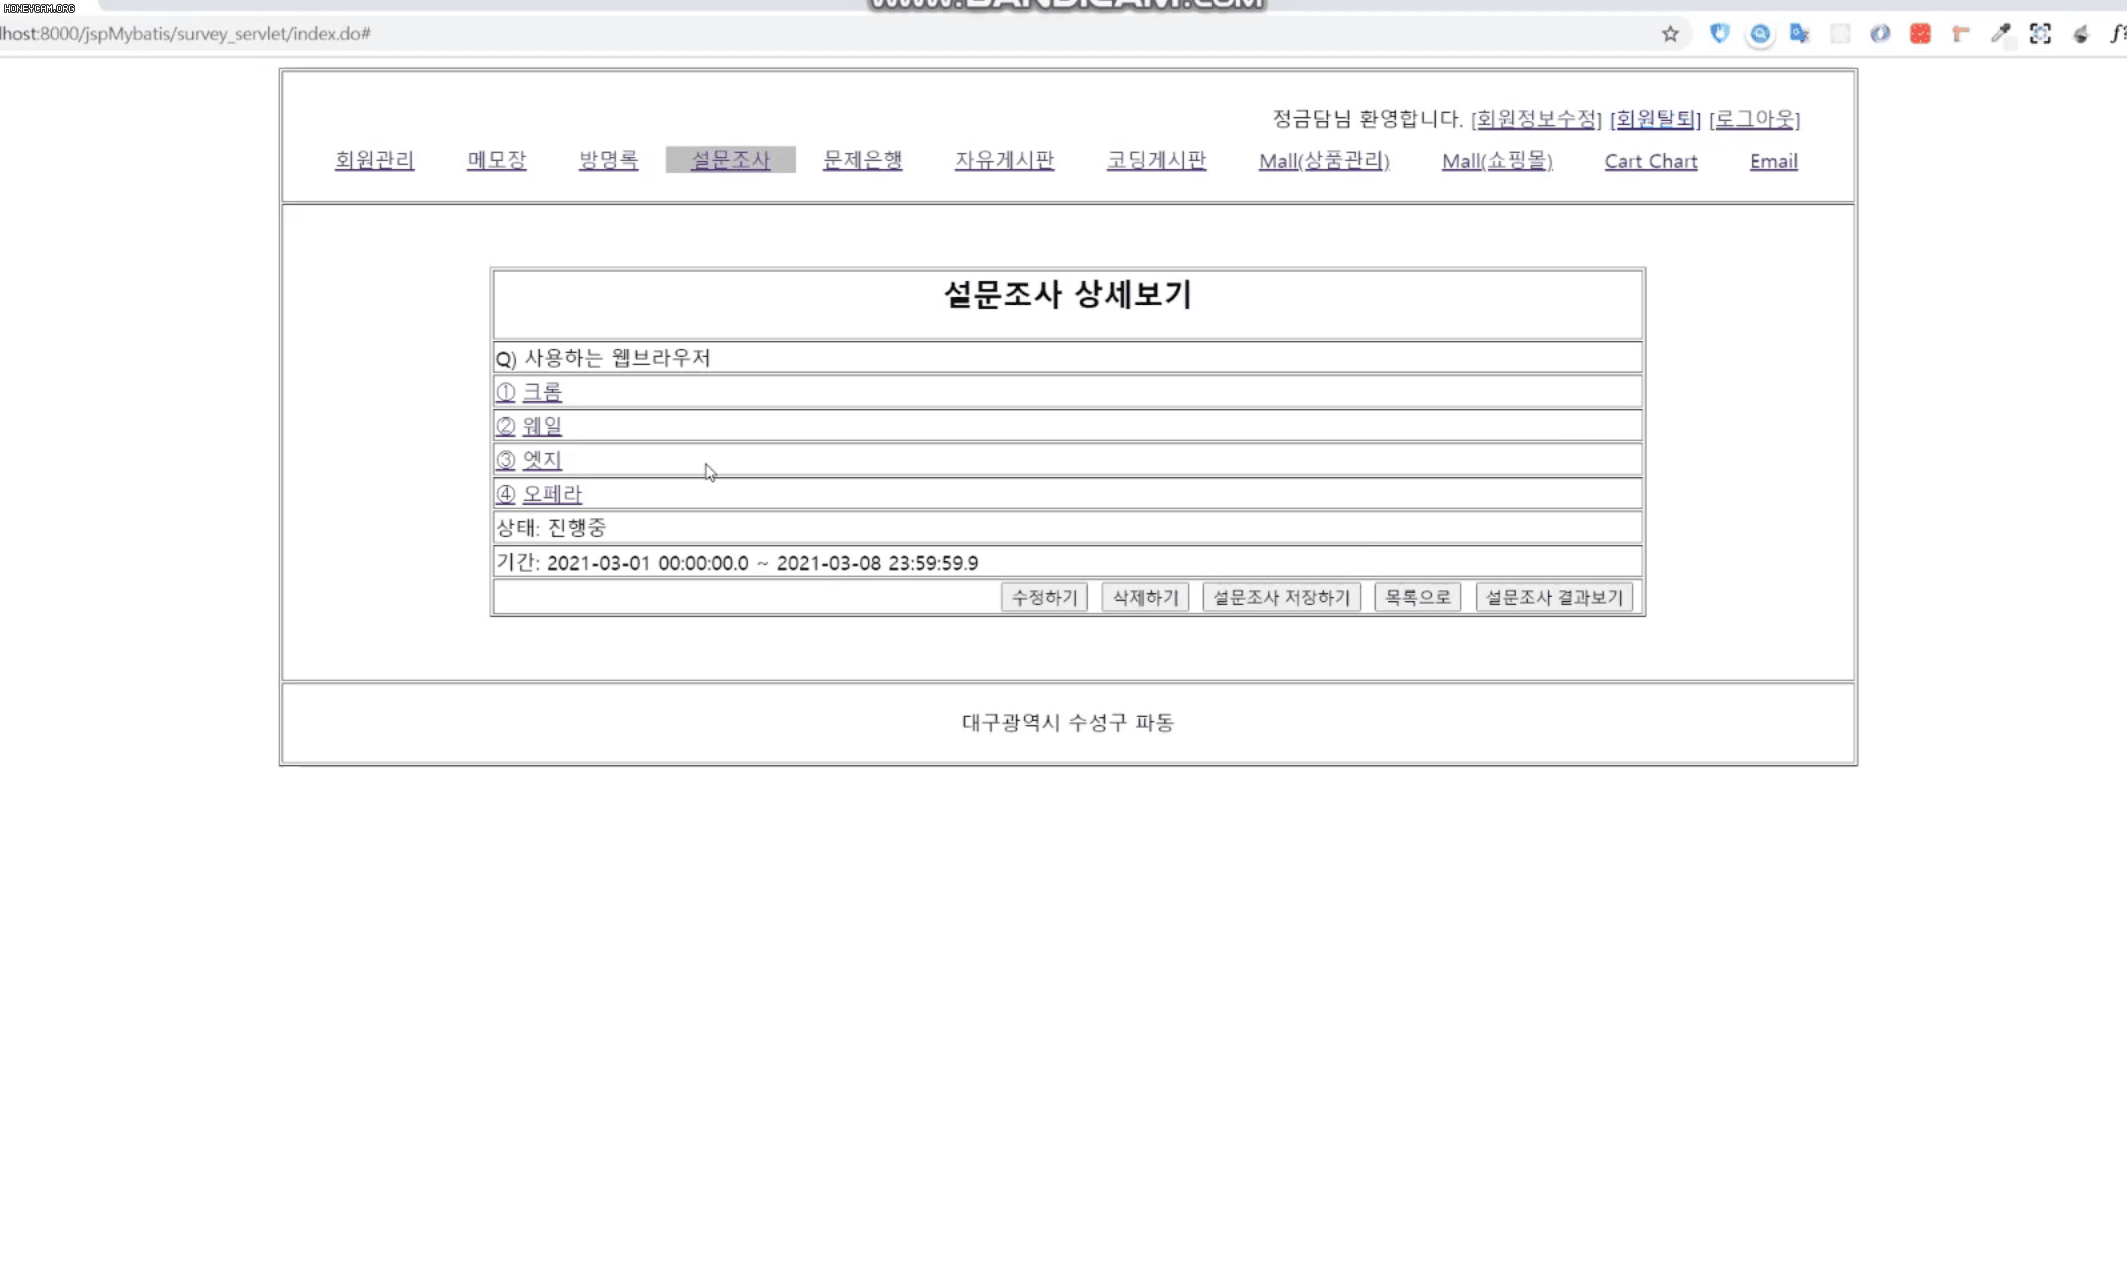 HONEYCAM.ORG
www.BANDICAM.com
lhost:8000/jspMybatis/survey_servlet/index.do#
정금담님 환영합니다. [회원정보수정] [회원탈퇴] [로그아웃]
회원관리 메모장 방명록 설문조사 문제은행 자유게시판 코딩게시판 Mall(상품관리) Mall(쇼핑몰) Cart Chart Email
설문조사 상세보기
Q) 사용하는 웹브라우저
① 크롬
② 웨일
③ 엣지
④ 오페라
상태: 진행중
기간: 2021-03-01 00:00:00.0 ~ 2021-03-08 23:59:59.9
수정하기 삭제하기 설문조사 저장하기 목록으로 설문조사 결과보기
대구광역시 수성구 파동